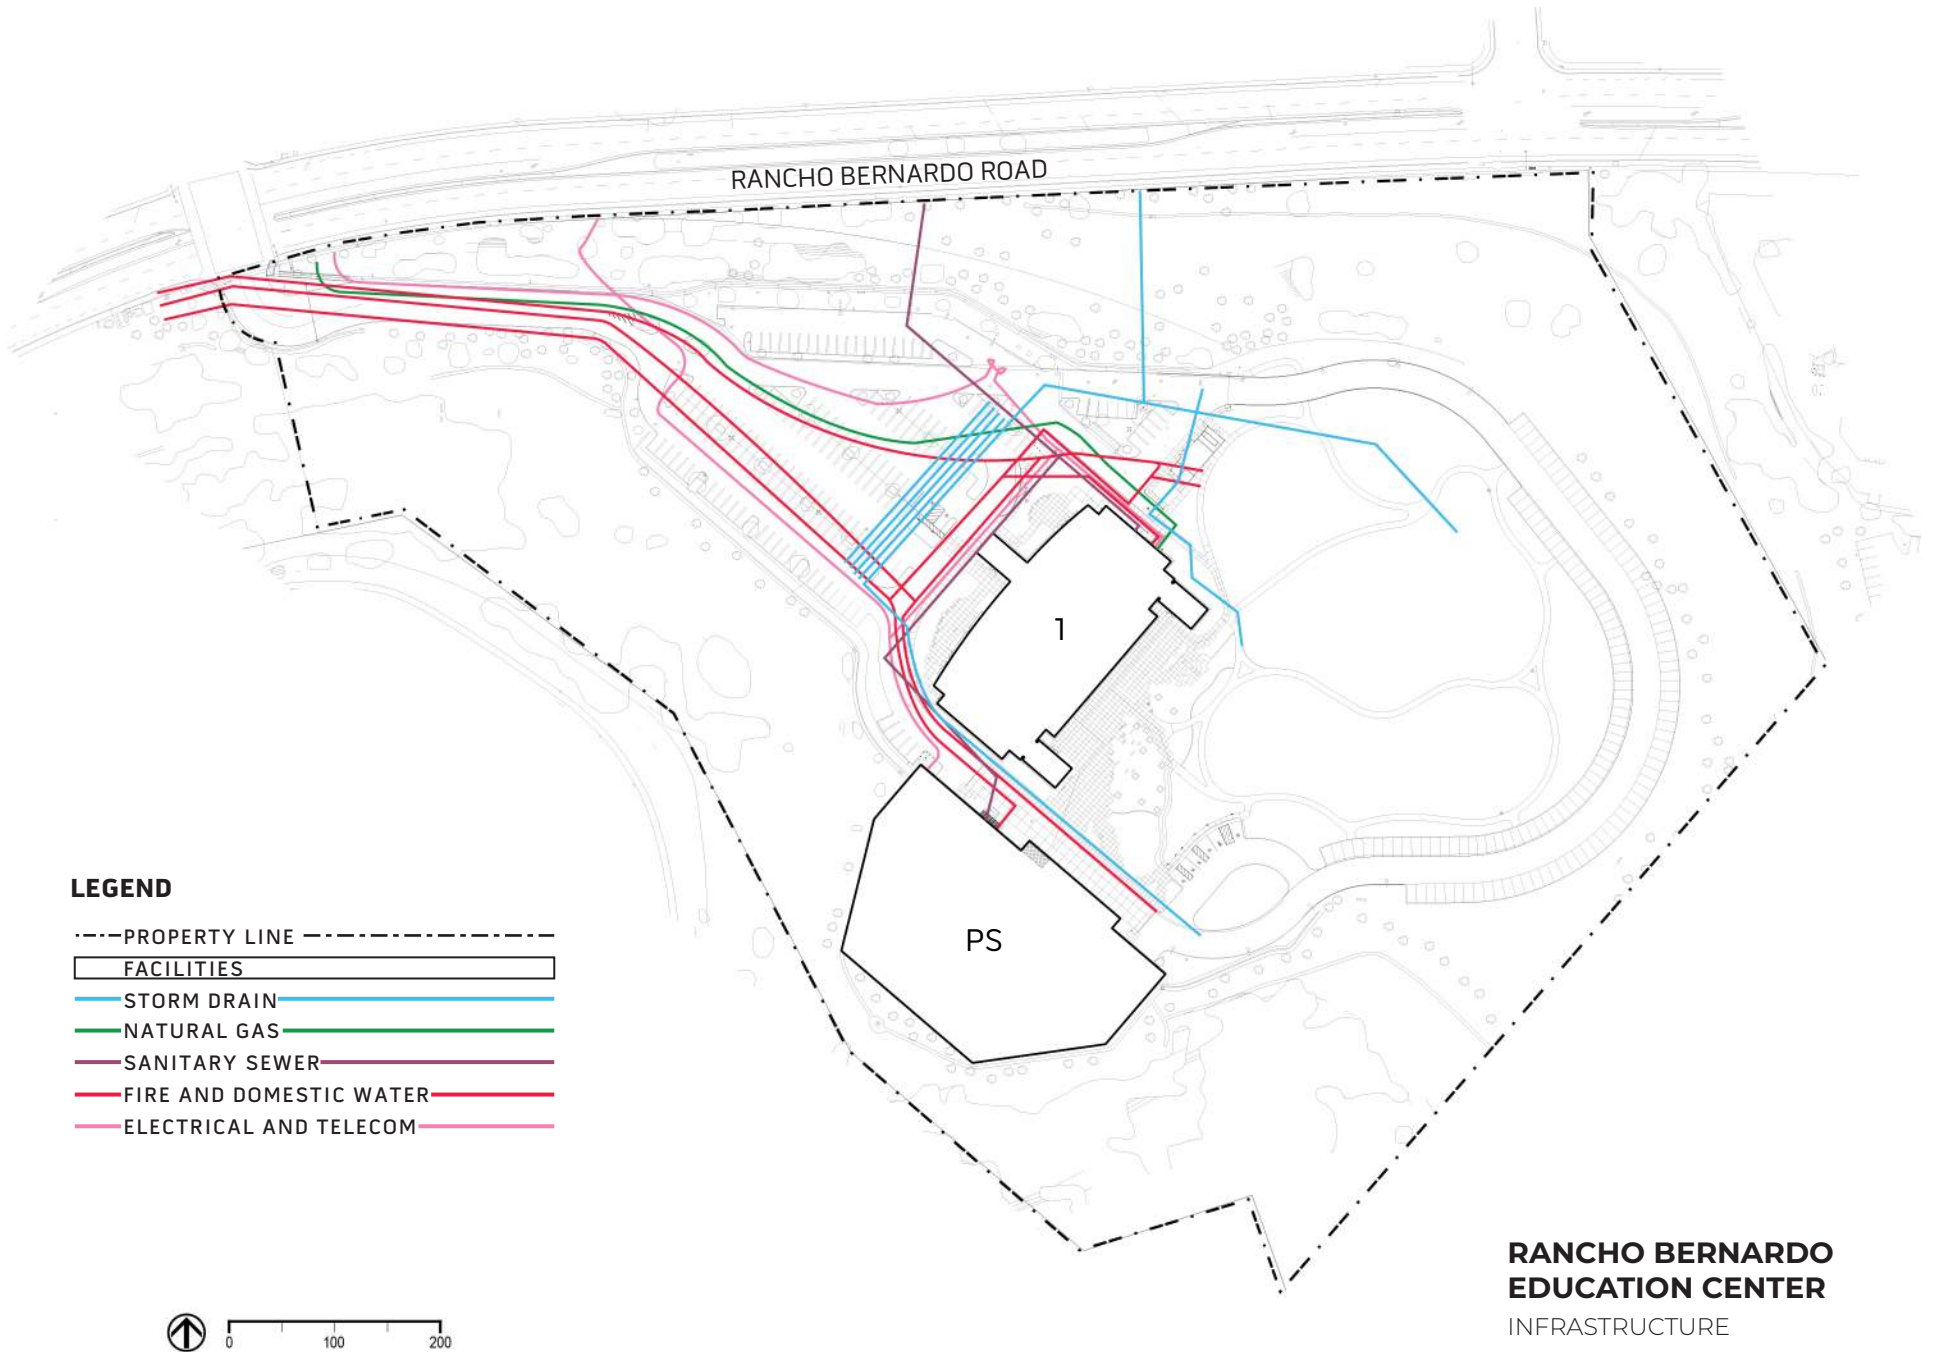 RANCHO BERNARDO ROAD
1
PS
LEGEND
PROPERTY LINE
FACILITIES
STORM DRAIN
NATURAL GAS
SANITARY SEWER
FIRE AND DOMESTIC WATER
ELECTRICAL AND TELECOM
0 100 200
RANCHO BERNARDO
EDUCATION CENTER
INFRASTRUCTURE